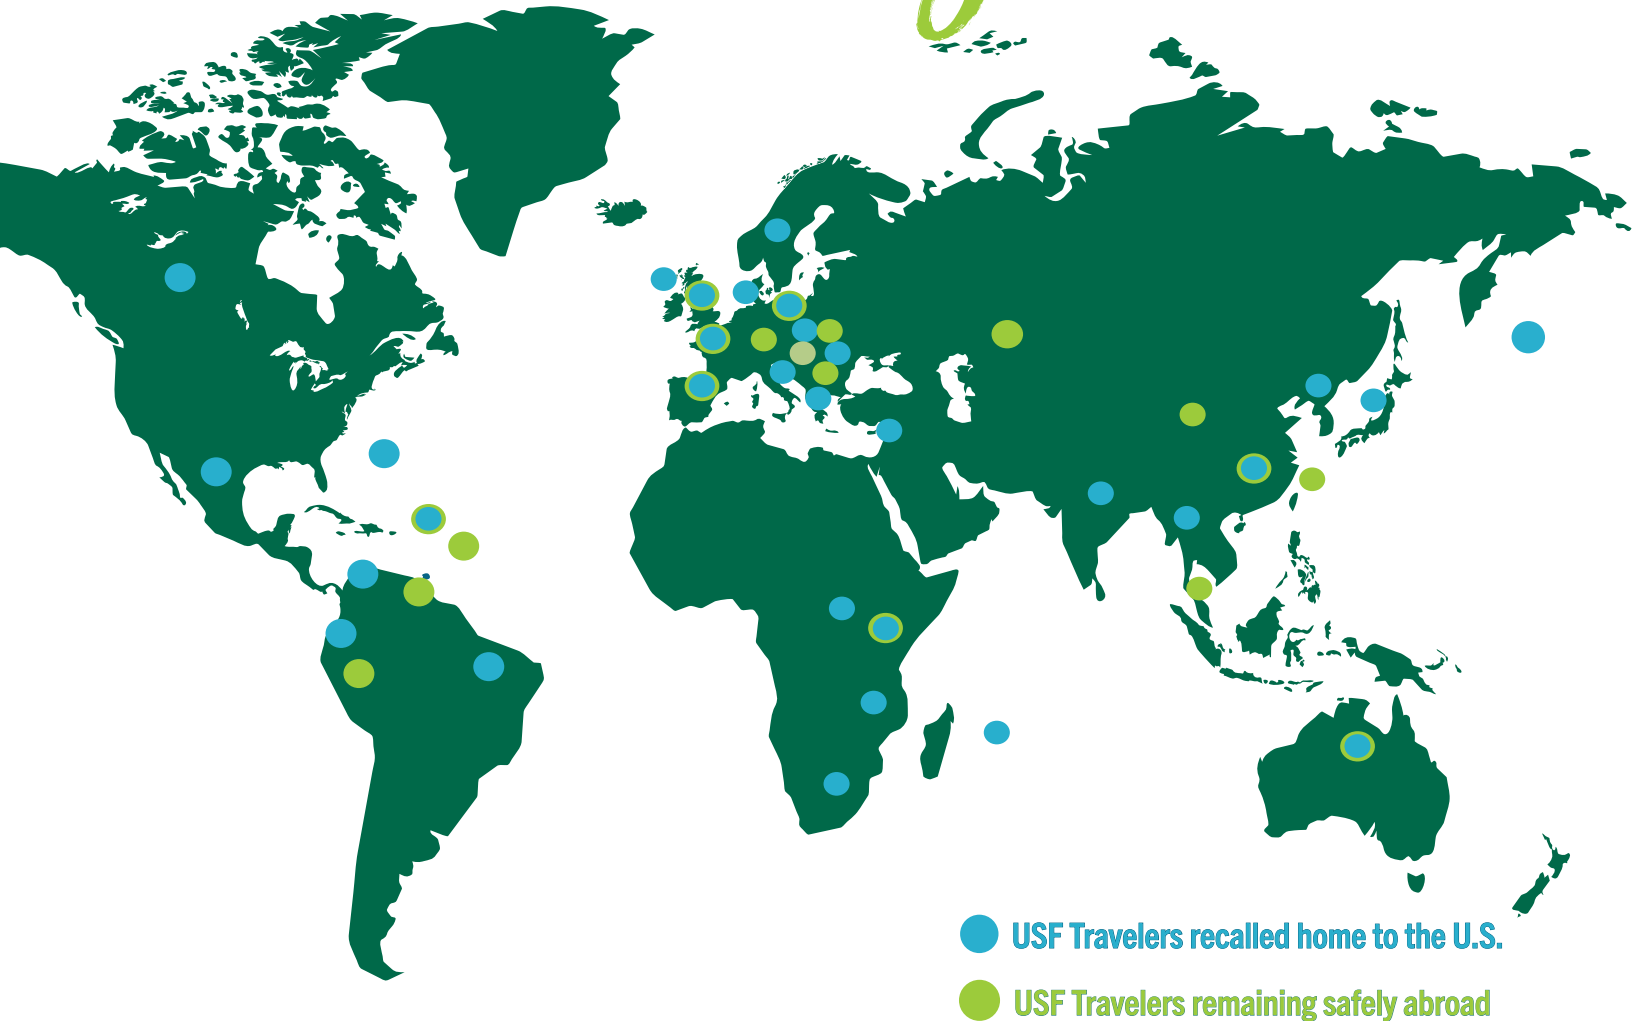 USF Travelers recalled home to the U.S.
USF Travelers remaining safely abroad